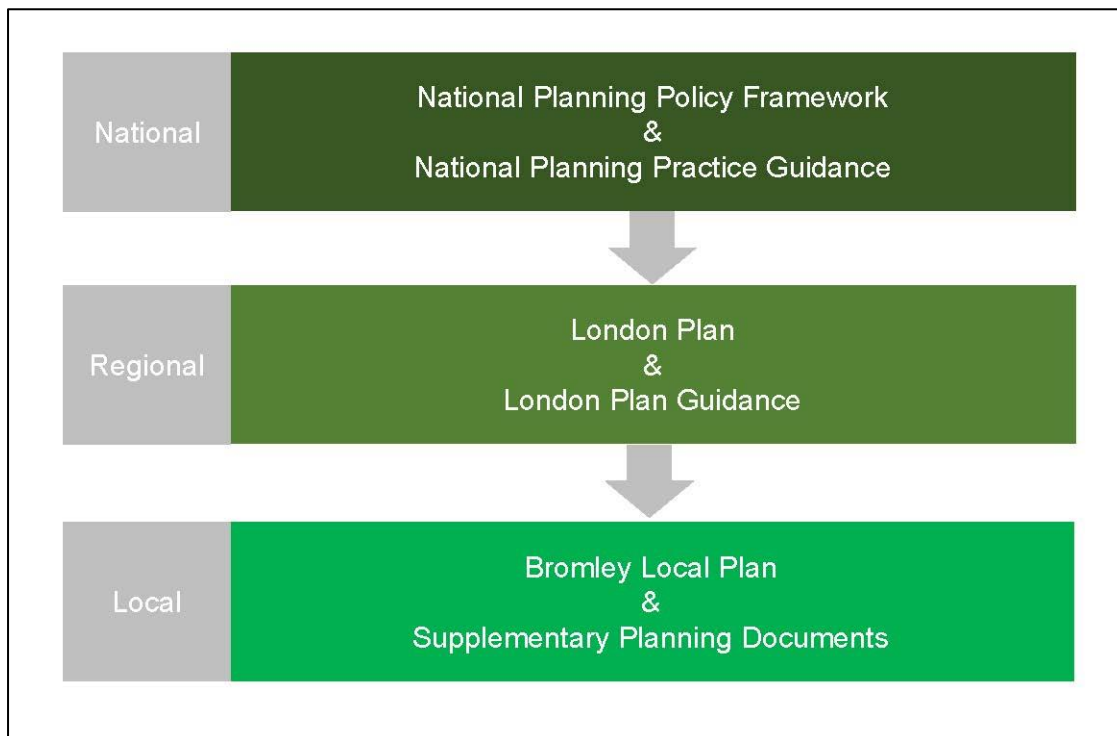 National
National Planning Policy Framework
&
National Planning Practice Guidance
Regional
London Plan
&
London Plan Guidance
Local
Bromley Local Plan
&
Supplementary Planning Documents